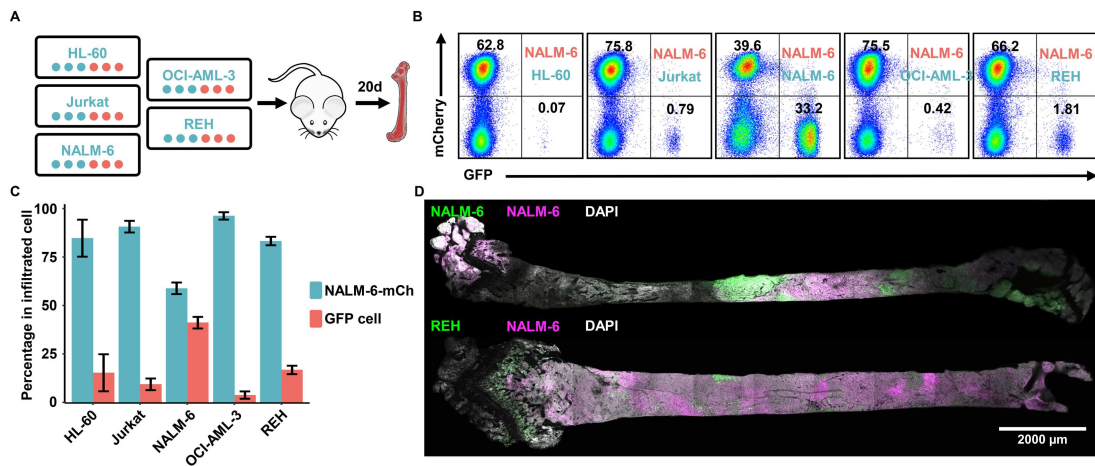 A
HL-60
OCI-AML-3
Jurkat
REH
NALM-6
20d
B
mCherry
GFP
62.8
NALM-6
HL-60
0.07
75.8
NALM-6
Jurkat
0.79
39.6
NALM-6
NALM-6
33.2
75.5
NALM-6
OCI-AML-3
0.42
66.2
NALM-6
REH
1.81
C
Percentage in infiltrated cell
100
75
50
25
0
HL-60
Jurkat
NALM-6
OCI-AML-3
REH
NALM-6-mCh
GFP cell
D
NALM-6 NALM-6 DAPI
REH NALM-6 DAPI
2000 μm